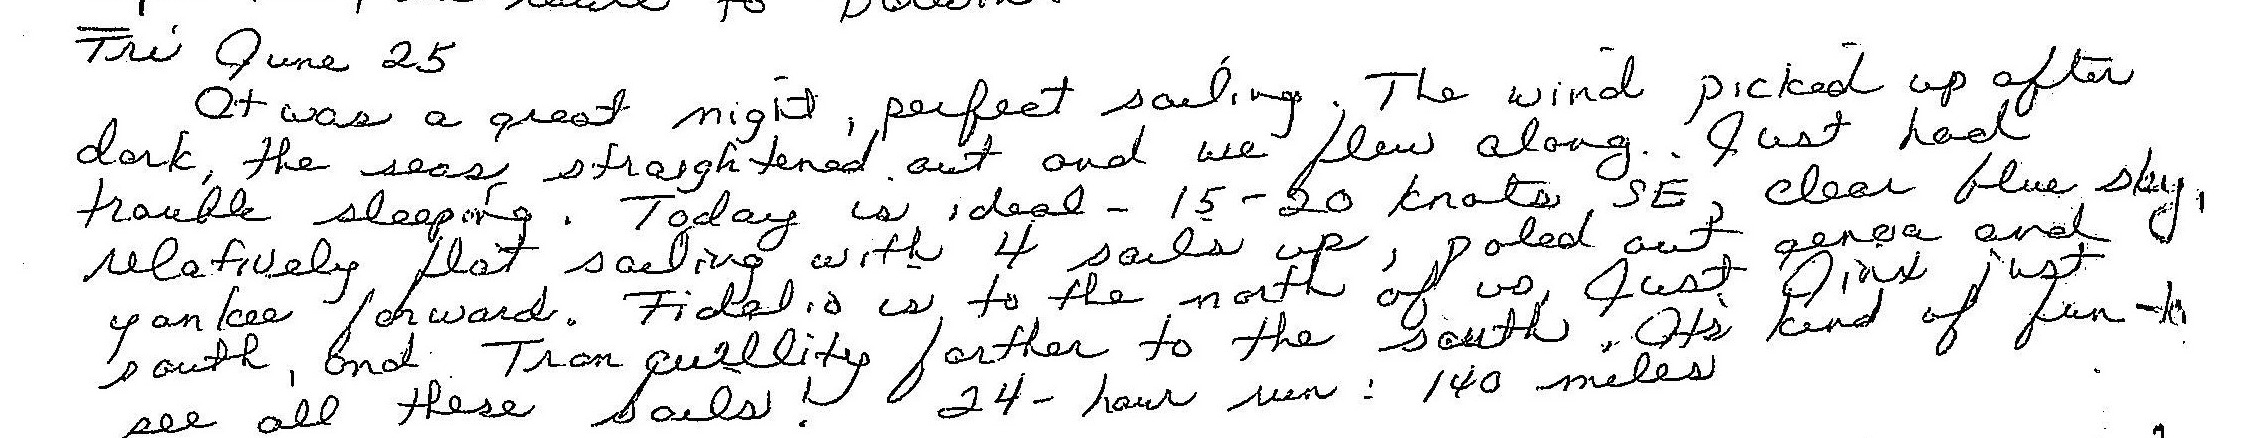 to
Fri June 25
It was a great night, perfect sailing. The wind picked up after
dark, the seas straightened out and we flew along. Just had
trouble sleeping. Today is ideal - 15-20 knots, SE, clear blue sky,
relatively flat sailing with 4 sails up, poled out genoa and
yankee forward. Fidelio is to the north of us, Just Jinx just
south, and Tranquillity farther to the south. Its kind of fun to
see all these sails! 24-hour run: 140 miles